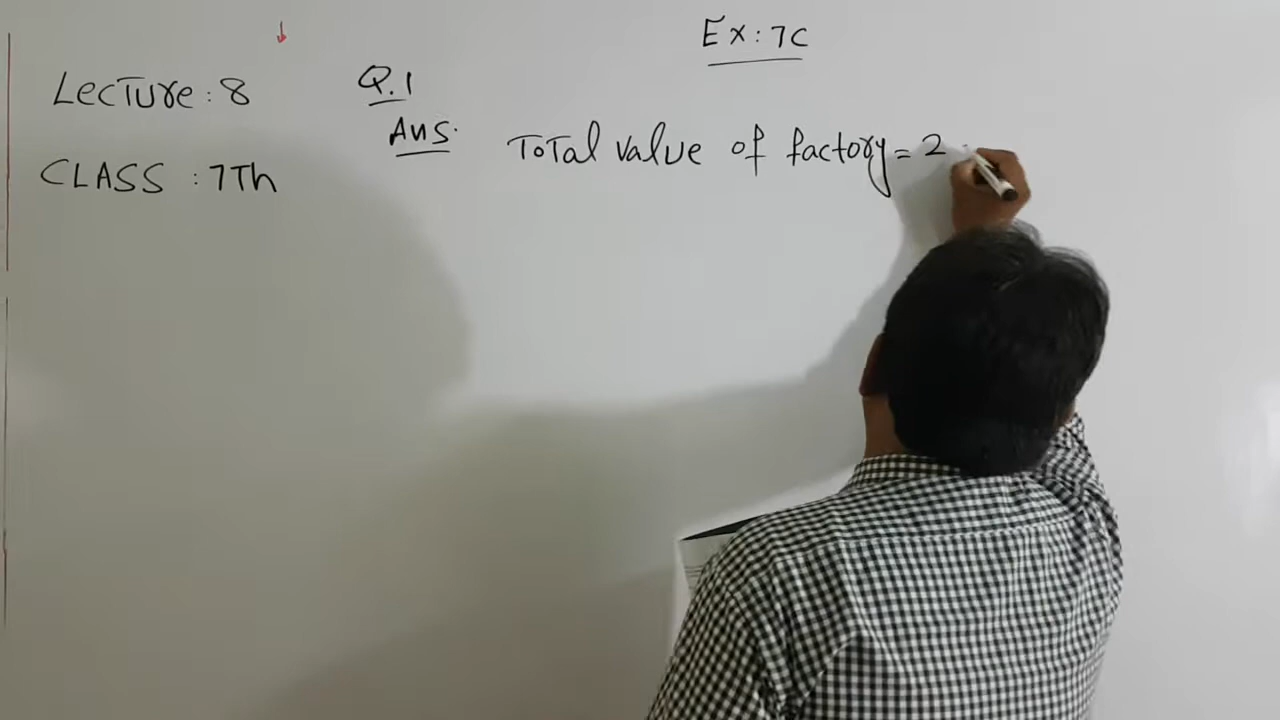 Ex: 7C
Lecture: 8
Q.1
Ans.
Total value of factory = 2
CLASS : 7Th